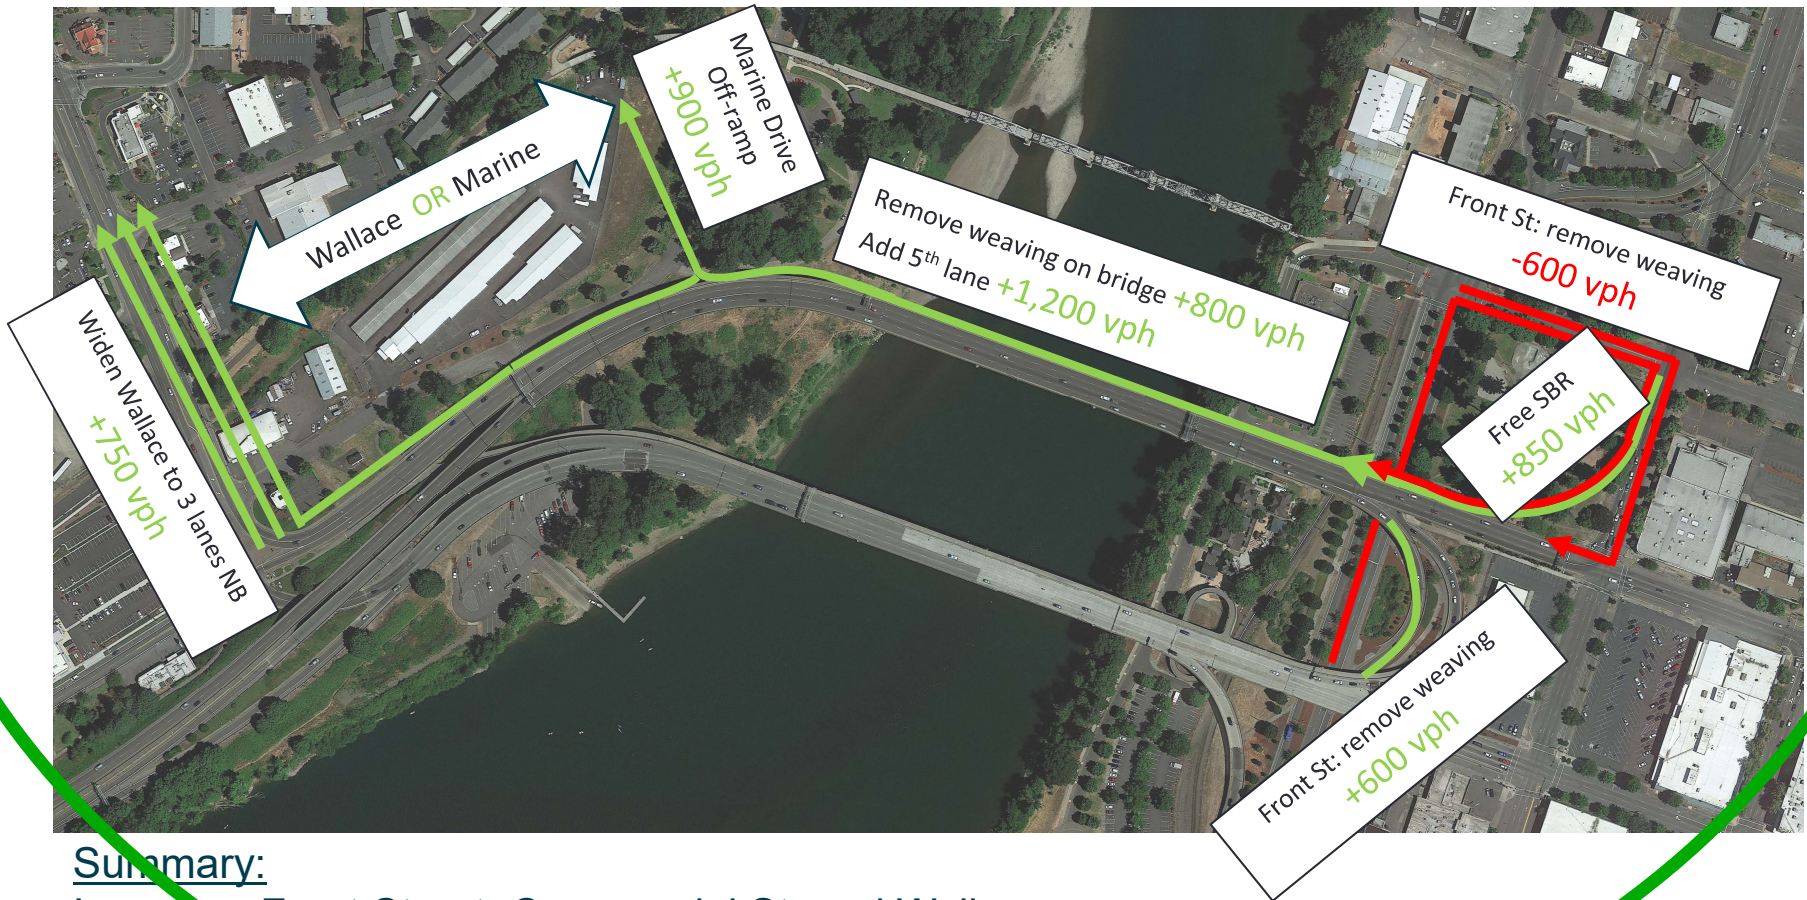 Marine Drive
Off-ramp
+900 vph
Wallace OR Marine
Remove weaving on bridge +800 vph
Add 5th lane +1,200 vph
Front St: remove weaving
-600 vph
Free SBR
+850 vph
Widen Wallace to 3 lanes NB
+750 vph
Front St: remove weaving
+600 vph
Summary: